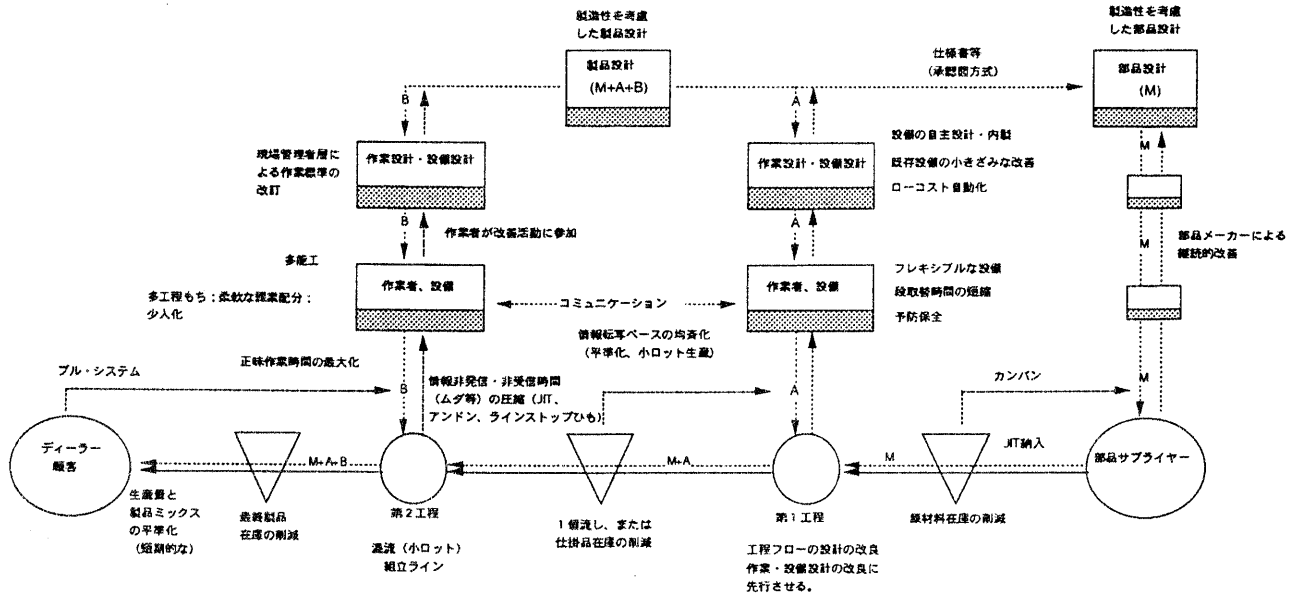 製造性を考慮
した製品設計
製造性を考慮
した部品設計
製品設計
(M+A+B)
仕様書等
(承認図方式)
部品設計
(M)
B
A
現場管理者層に
よる作業標準の
改訂
作業設計・設備設計
作業設計・設備設計
設備の自主設計・内製
既存設備の小きざみな改善
ローコスト自動化
M
B
作業者が改善活動に参加
A
M
部品メーカーによる
継続的改善
多能工
作業者、設備
コミュニケーション
作業者、設備
フレキシブルな設備
段取替時間の短縮
予防保全
多工程もち；柔軟な課業配分；
少人化
情報転写ペースの均斉化
(平準化、小ロット生産)
プル・システム
正味作業時間の最大化
B
情報非発信・非受信時間
(ムダ等)の圧縮(JIT、
アンドン、ラインストップひも)
A
カンバン
M
ディーラー
顧客
M+A+B
M+A
M
JIT納入
部品サプライヤー
生産量と
製品ミックス
の平準化
(短期的な)
最終製品
在庫の削減
第2工程
混流(小ロット)
組立ライン
1個流し、または
仕掛品在庫の削減
第1工程
工程フローの設計の改良
作業・設備設計の改良に
先行させる。
原材料在庫の削減